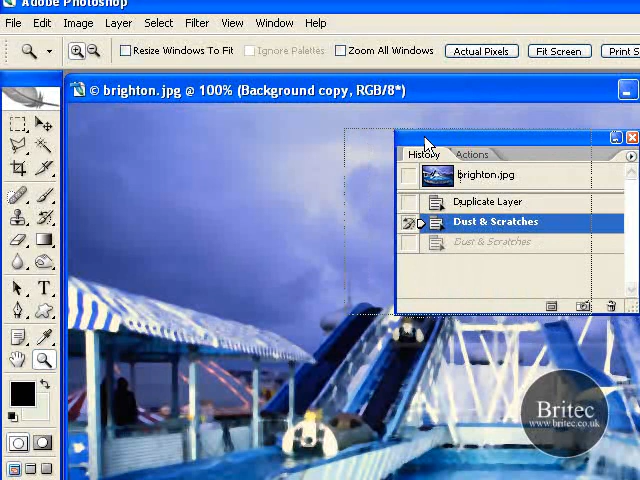 Adobe Photoshop
File Edit Image Layer Select Filter View Window Help
Resize Windows To Fit Ignore Palettes Zoom All Windows Actual Pixels Fit Screen Print S
© brighton.jpg @ 100% (Background copy, RGB/8*)
History Actions
brighton.jpg
Duplicate Layer
Dust & Scratches
Dust & Scratches
T
Britec
www.britec.co.uk